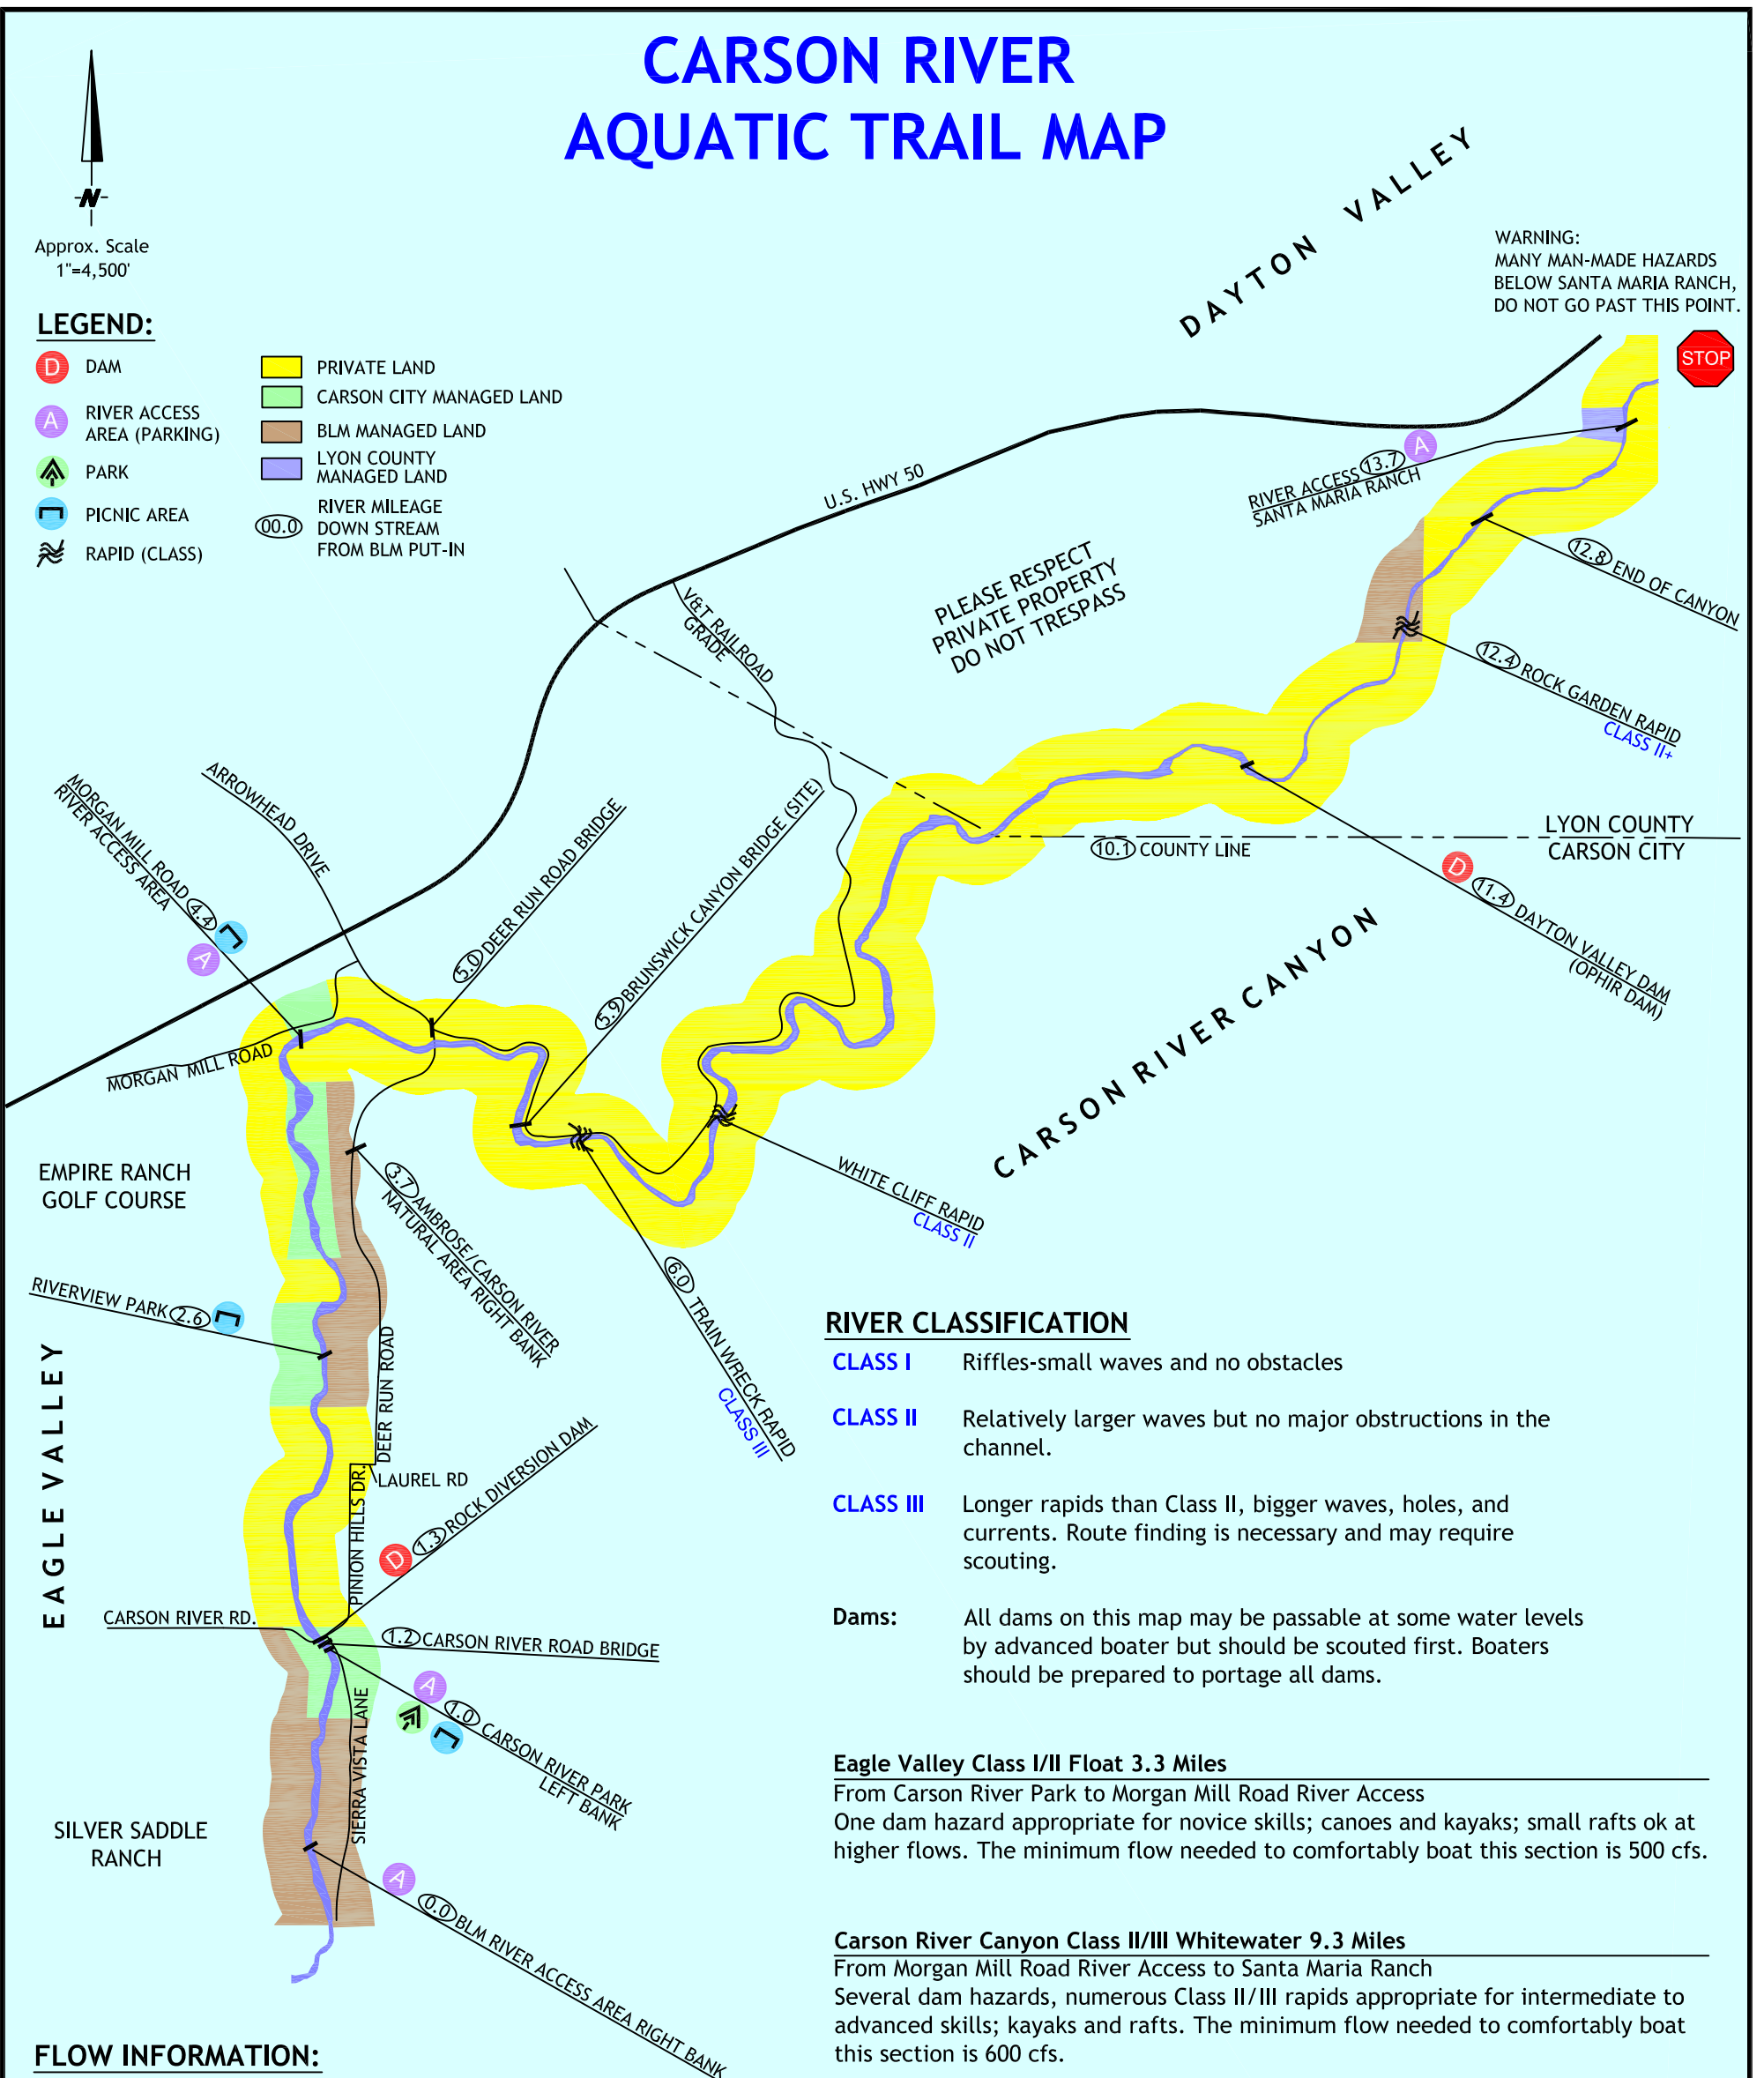 CARSON RIVER
AQUATIC TRAIL MAP
N
Approx. Scale
1"=4,500'
LEGEND:
D DAM
A RIVER ACCESS
AREA (PARKING)
PARK
PICNIC AREA
RAPID (CLASS)
PRIVATE LAND
CARSON CITY MANAGED LAND
BLM MANAGED LAND
LYON COUNTY
MANAGED LAND
00.0 RIVER MILEAGE
DOWN STREAM
FROM BLM PUT-IN
DAYTON VALLEY
WARNING:
MANY MAN-MADE HAZARDS
BELOW SANTA MARIA RANCH,
DO NOT GO PAST THIS POINT.
STOP
U.S. HWY 50
A
RIVER ACCESS 13.7
SANTA MARIA RANCH
12.8 END OF CANYON
12.4 ROCK GARDEN RAPID
CLASS II+
PLEASE RESPECT
PRIVATE PROPERTY
DO NOT TRESPASS
V&T RAILROAD
GRADE
LYON COUNTY
CARSON CITY
10.1 COUNTY LINE
D 11.4 DAYTON VALLEY DAM
(OPHIR DAM)
CARSON RIVER CANYON
MORGAN MILL ROAD 4.4
RIVER ACCESS AREA
A
ARROWHEAD DRIVE
5.0 DEER RUN ROAD BRIDGE
5.9 BRUNSWICK CANYON BRIDGE (SITE)
MORGAN MILL ROAD
EMPIRE RANCH
GOLF COURSE
3.7 AMBROSE/CARSON RIVER
NATURAL AREA RIGHT BANK
WHITE CLIFF RAPID
CLASS II
6.0 TRAIN WRECK RAPID
CLASS III
RIVERVIEW PARK 2.6
EAGLE VALLEY
DEER RUN ROAD
LAUREL RD
PINION HILLS DR.
D 1.3 ROCK DIVERSION DAM
CARSON RIVER RD.
1.2 CARSON RIVER ROAD BRIDGE
A 1.0 CARSON RIVER PARK
LEFT BANK
SIERRA VISTA LANE
SILVER SADDLE
RANCH
A 0.0 BLM RIVER ACCESS AREA RIGHT BANK
FLOW INFORMATION:
RIVER CLASSIFICATION
CLASS I Riffles-small waves and no obstacles
CLASS II Relatively larger waves but no major obstructions in the
channel.
CLASS III Longer rapids than Class II, bigger waves, holes, and
currents. Route finding is necessary and may require
scouting.
Dams: All dams on this map may be passable at some water levels
by advanced boater but should be scouted first. Boaters
should be prepared to portage all dams.
Eagle Valley Class I/II Float 3.3 Miles
From Carson River Park to Morgan Mill Road River Access
One dam hazard appropriate for novice skills; canoes and kayaks; small rafts ok at
higher flows. The minimum flow needed to comfortably boat this section is 500 cfs.
Carson River Canyon Class II/III Whitewater 9.3 Miles
From Morgan Mill Road River Access to Santa Maria Ranch
Several dam hazards, numerous Class II/III rapids appropriate for intermediate to
advanced skills; kayaks and rafts. The minimum flow needed to comfortably boat
this section is 600 cfs.